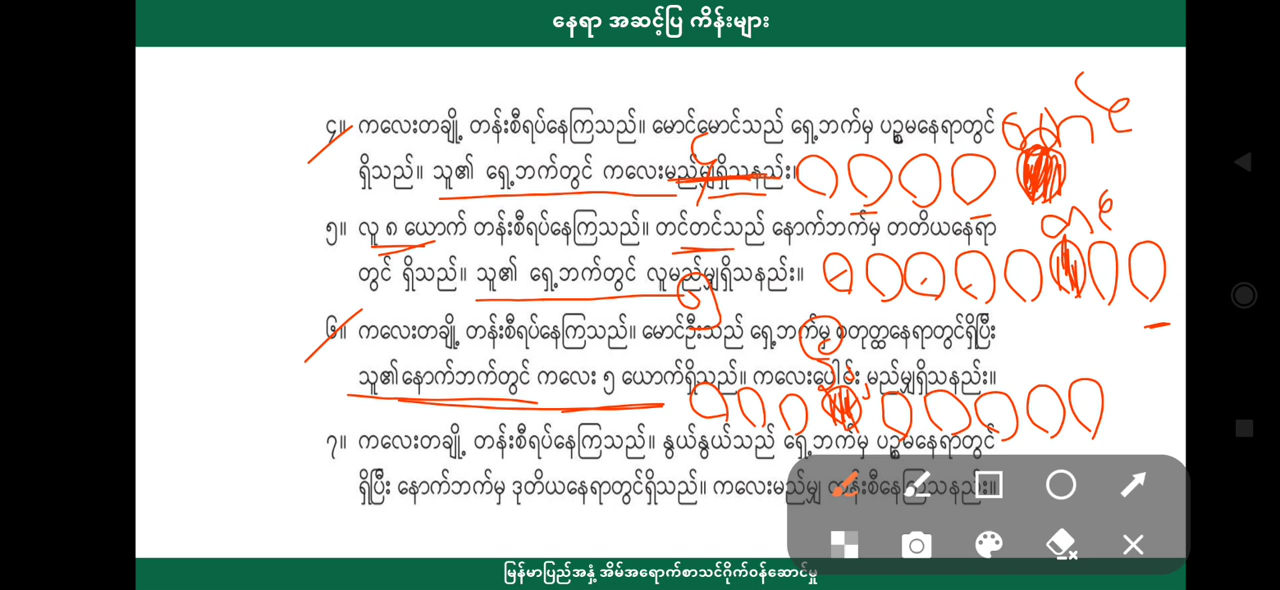 နေရာ အဆင့်ပြ ကိန်းများ
၄။ ကလေးတချို့ တန်းစီရပ်နေကြသည်။ မောင်မောင်သည် ရှေ့ဘက်မှ ပဉ္စမနေရာတွင်
ရှိသည်။ သူ၏ ရှေ့ဘက်တွင် ကလေးမည်မျှရှိသနည်း။
၅။ လူ ၈ ယောက် တန်းစီရပ်နေကြသည်။ တင်တင်သည် နောက်ဘက်မှ တတိယနေရာ
တွင် ရှိသည်။ သူ၏ ရှေ့ဘက်တွင် လူမည်မျှရှိသနည်း။
၆။ ကလေးတချို့ တန်းစီရပ်နေကြသည်။ မောင်ဦးသည် ရှေ့ဘက်မှ စတုတ္ထနေရာတွင်ရှိပြီး
သူ၏နောက်ဘက်တွင် ကလေး ၅ ယောက်ရှိသည်။ ကလေးပေါင်း မည်မျှရှိသနည်း။
၇။ ကလေးတချို့ တန်းစီရပ်နေကြသည်။ နွယ်နွယ်သည် ရှေ့ဘက်မှ ပဉ္စမနေရာတွင်
ရှိပြီး နောက်ဘက်မှ ဒုတိယနေရာတွင်ရှိသည်။ ကလေးမည်မျှ တန်းစီနေကြသနည်း။
မြန်မာပြည်အနှံ့ အိမ်အရောက်စာသင်ဂိုက်ဝန်ဆောင်မှု